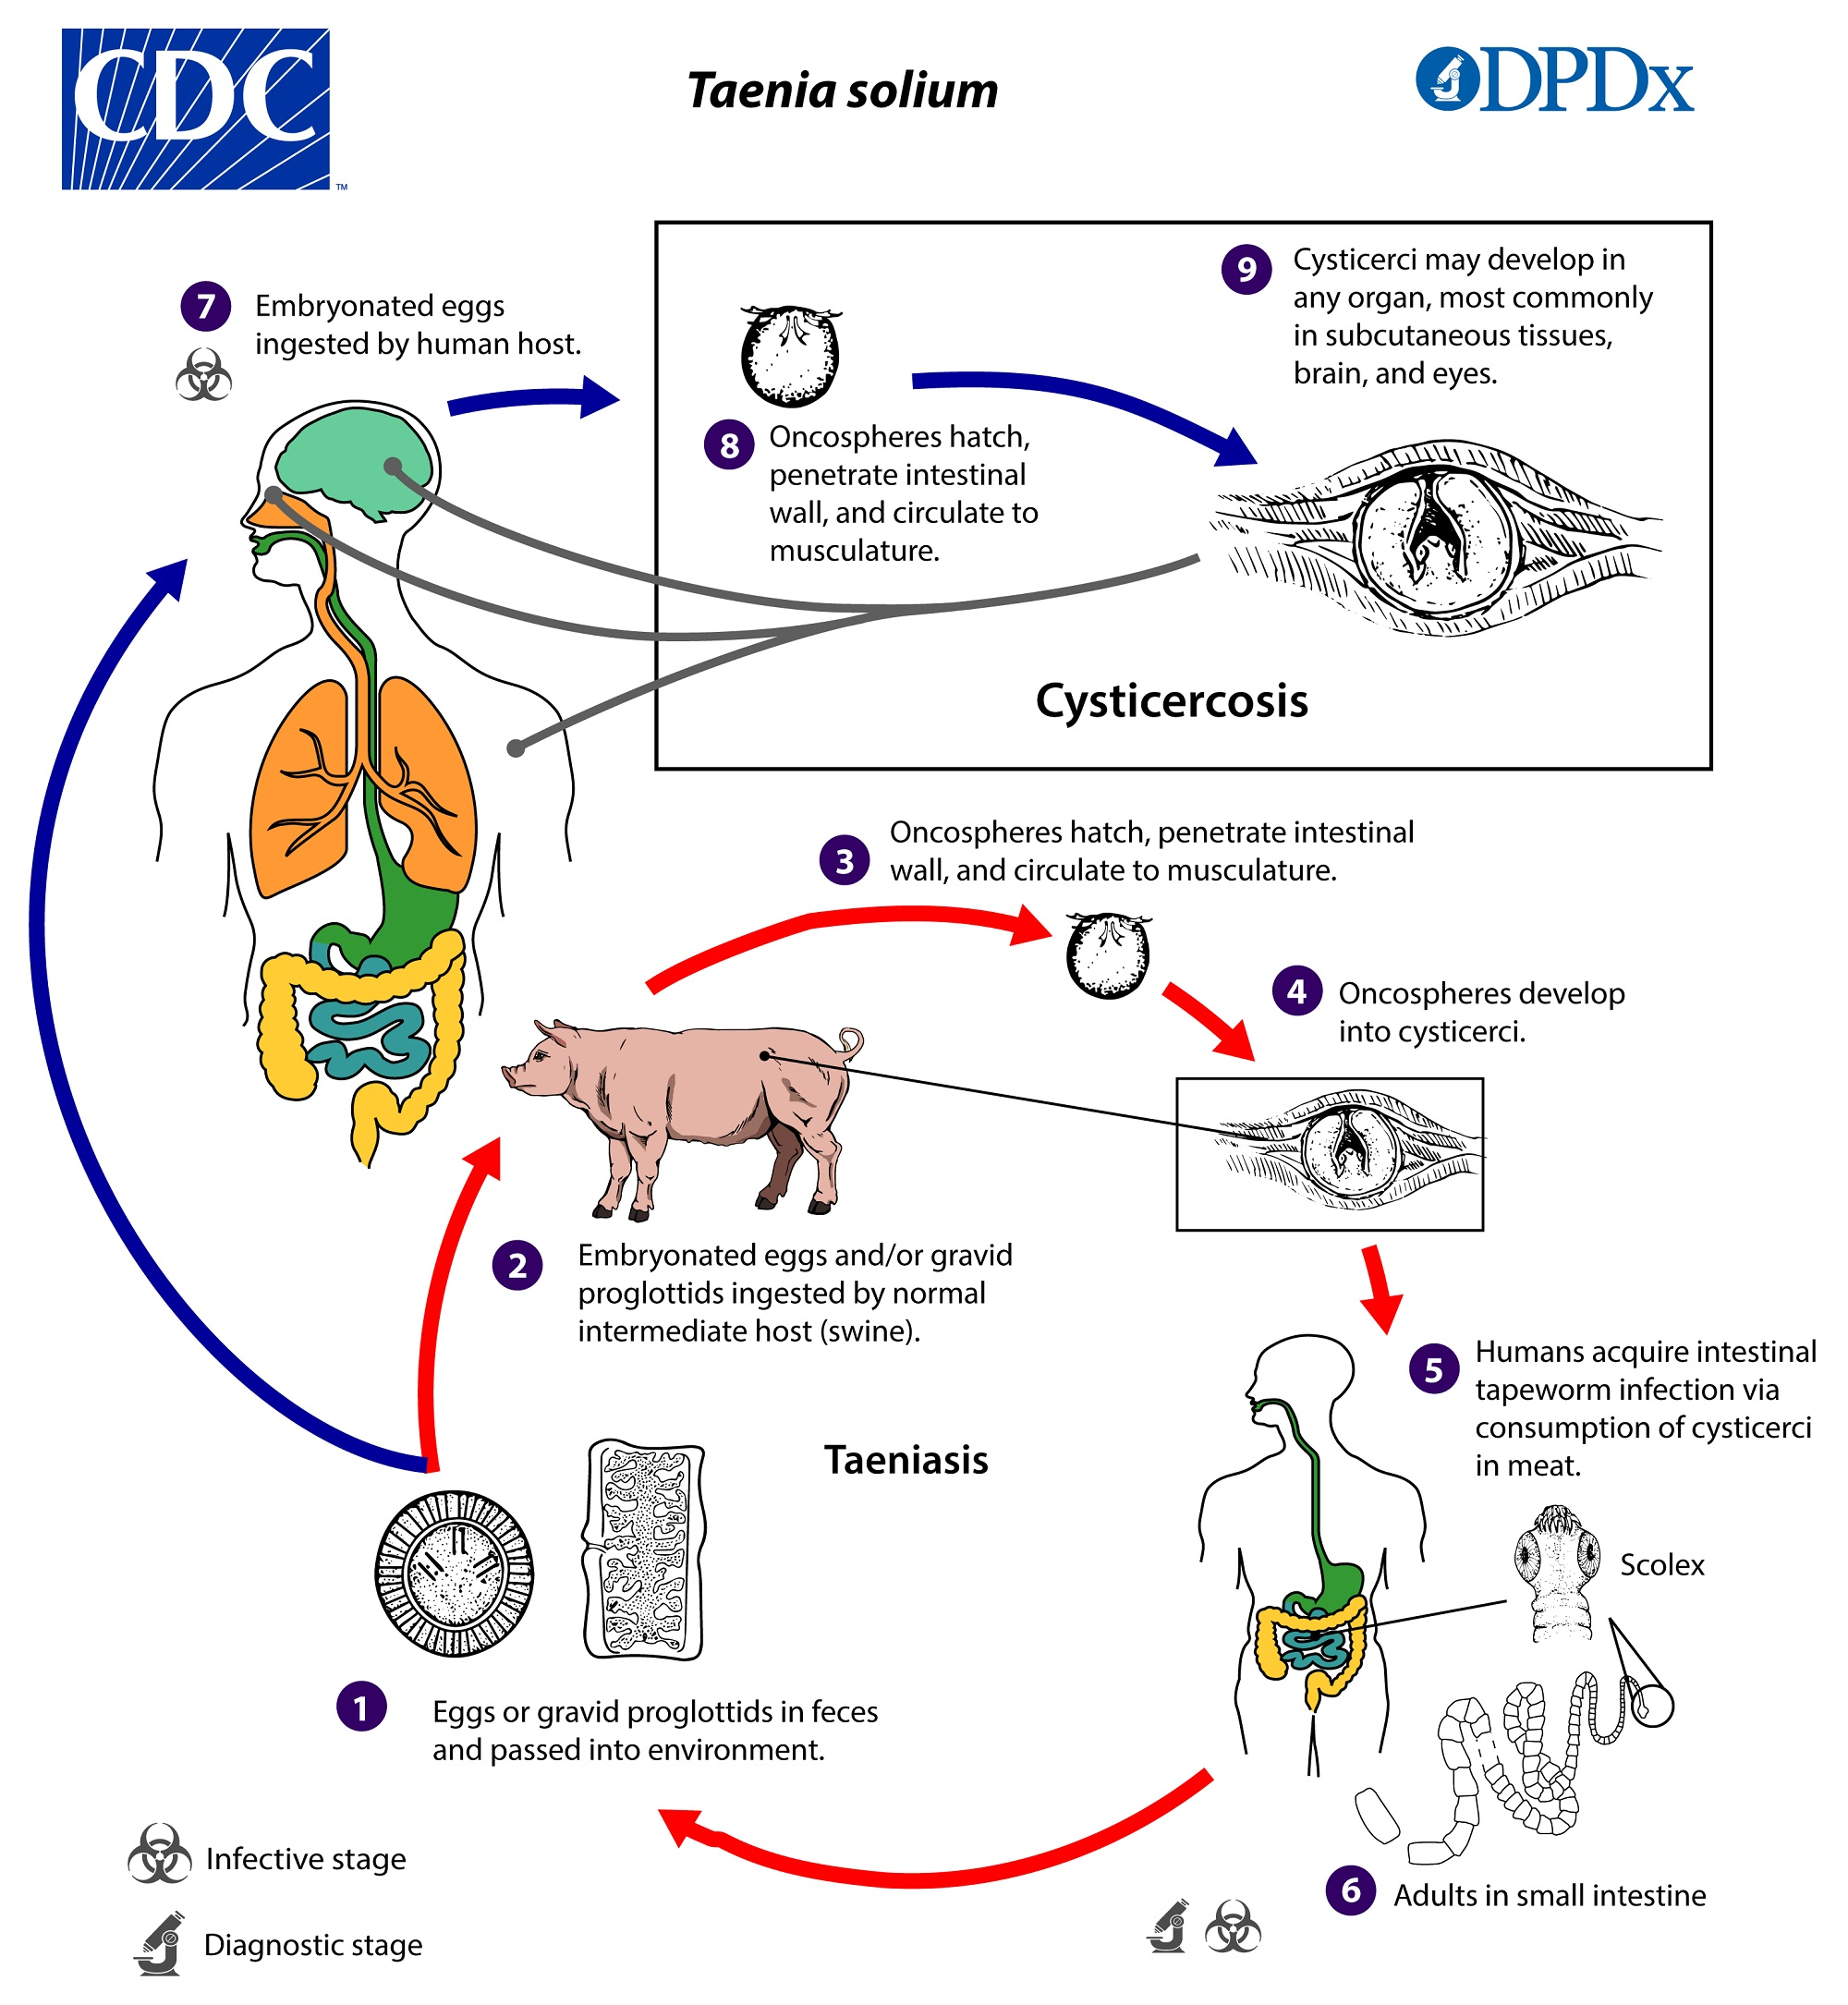 CDC
™
Taenia solium
DPDx
7
Embryonated eggs
ingested by human host.
8
Oncospheres hatch,
penetrate intestinal
wall, and circulate to
musculature.
9
Cysticerci may develop in
any organ, most commonly
in subcutaneous tissues,
brain, and eyes.
Cysticercosis
3
Oncospheres hatch, penetrate intestinal
wall, and circulate to musculature.
4
Oncospheres develop
into cysticerci.
2
Embryonated eggs and/or gravid
proglottids ingested by normal
intermediate host (swine).
5
Humans acquire intestinal
tapeworm infection via
consumption of cysticerci
in meat.
Taeniasis
Scolex
1
Eggs or gravid proglottids in feces
and passed into environment.
6
Adults in small intestine
Infective stage
Diagnostic stage